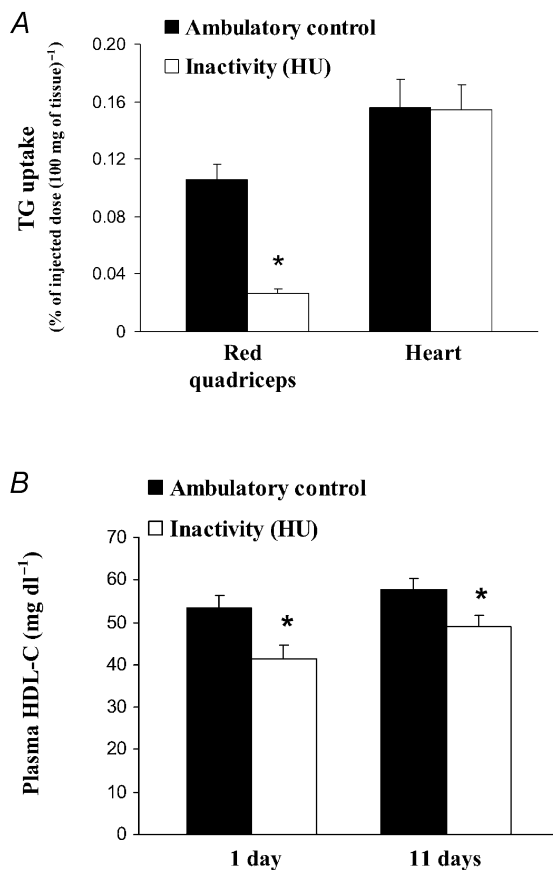 A
Ambulatory control
Inactivity (HU)
TG uptake
(% of injected dose (100 mg of tissue)⁻¹)
0.20
0.16
0.12
0.08
0.04
0
*
Red
quadriceps
Heart
B
Ambulatory control
Inactivity (HU)
Plasma HDL-C (mg dl⁻¹)
70
60
50
40
30
20
10
0
*
*
1 day
11 days